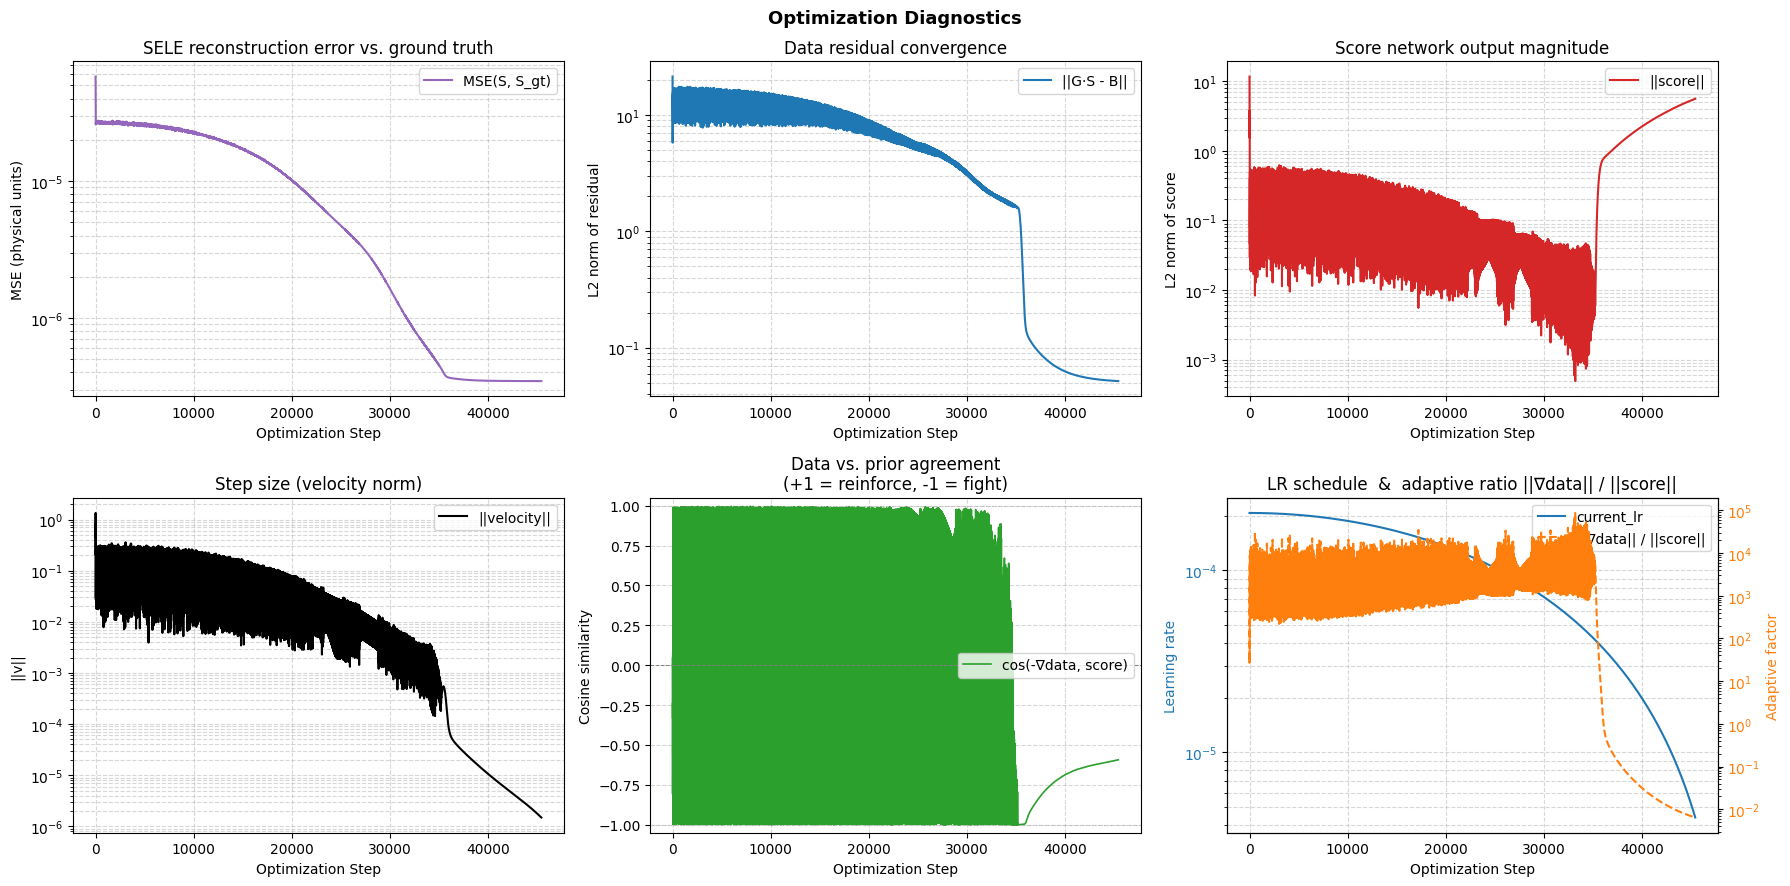 Optimization Diagnostics
SELE reconstruction error vs. ground truth
MSE(S, S_gt)
MSE (physical units)
10⁻⁵
10⁻⁶
0 10000 20000 30000 40000
Optimization Step
Data residual convergence
||G·S - B||
L2 norm of residual
10¹
10⁰
10⁻¹
0 10000 20000 30000 40000
Optimization Step
Score network output magnitude
||score||
L2 norm of score
10¹
10⁰
10⁻¹
10⁻²
10⁻³
0 10000 20000 30000 40000
Optimization Step
Step size (velocity norm)
||velocity||
||v||
10⁰
10⁻¹
10⁻²
10⁻³
10⁻⁴
10⁻⁵
10⁻⁶
0 10000 20000 30000 40000
Optimization Step
Data vs. prior agreement
(+1 = reinforce, -1 = fight)
cos(-∇data, score)
Cosine similarity
1.00
0.75
0.50
0.25
0.00
−0.25
−0.50
−0.75
−1.00
0 10000 20000 30000 40000
Optimization Step
LR schedule & adaptive ratio ||∇data|| / ||score||
current_lr
∇data|| / ||score||
Learning rate
10⁻⁴
10⁻⁵
Adaptive factor
10⁵
10⁴
10³
10²
10¹
10⁰
10⁻¹
10⁻²
0 10000 20000 30000 40000
Optimization Step